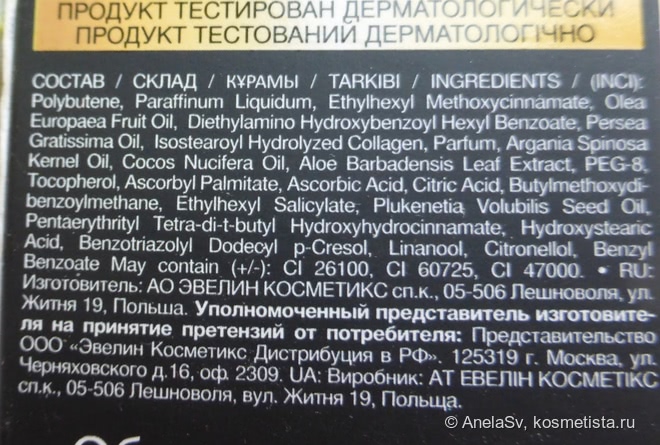 ПРОДУКТ ТЕСТИРОВАН ДЕРМАТОЛОГИЧЕСКИ
ПРОДУКТ ТЕСТОВАНИЙ ДЕРМАТОЛОГІЧНО
СОСТАВ / СКЛАД / ҚҰРАМЫ / TARKIBI / INGREDIENTS / (INCI):
Polybutene, Paraffinum Liquidum, Ethylhexyl Methoxycinnamate, Olea
Europaea Fruit Oil, Diethylamino Hydroxybenzoyl Hexyl Benzoate, Persea
Gratissima Oil, Isostearoyl Hydrolyzed Collagen, Parfum, Argania Spinosa
Kernel Oil, Cocos Nucifera Oil, Aloe Barbadensis Leaf Extract, PEG-8,
Tocopherol, Ascorbyl Palmitate, Ascorbic Acid, Citric Acid, Butylmethoxydi-
benzoylmethane, Ethylhexyl Salicylate, Plukenetia Volubilis Seed Oil,
Pentaerythrityl Tetra-di-t-butyl Hydroxyhydrocinnamate, Hydroxystearic
Acid, Benzotriazolyl Dodecyl p-Cresol, Linanool, Citronellol, Benzyl
Benzoate May contain (+/-): CI 26100, CI 60725, CI 47000. • RU:
Изготовитель: АО ЭВЕЛИН КОСМЕТИКС сп.к., 05-506 Лешноволя, ул.
Житня 19, Польша. Уполномоченный представитель изготовите-
ля на принятие претензий от потребителя: Представительство
ООО «Эвелин Косметикс Дистрибуция в РФ». 125319 г. Москва, ул.
Черняховского д.16, оф. 2309. UA: Виробник: АТ ЕВЕЛІН КОСМЕТІКС
сп.к., 05-506 Лешноволя, вул. Житня 19, Польща.
© AnelaSv, kosmetista.ru